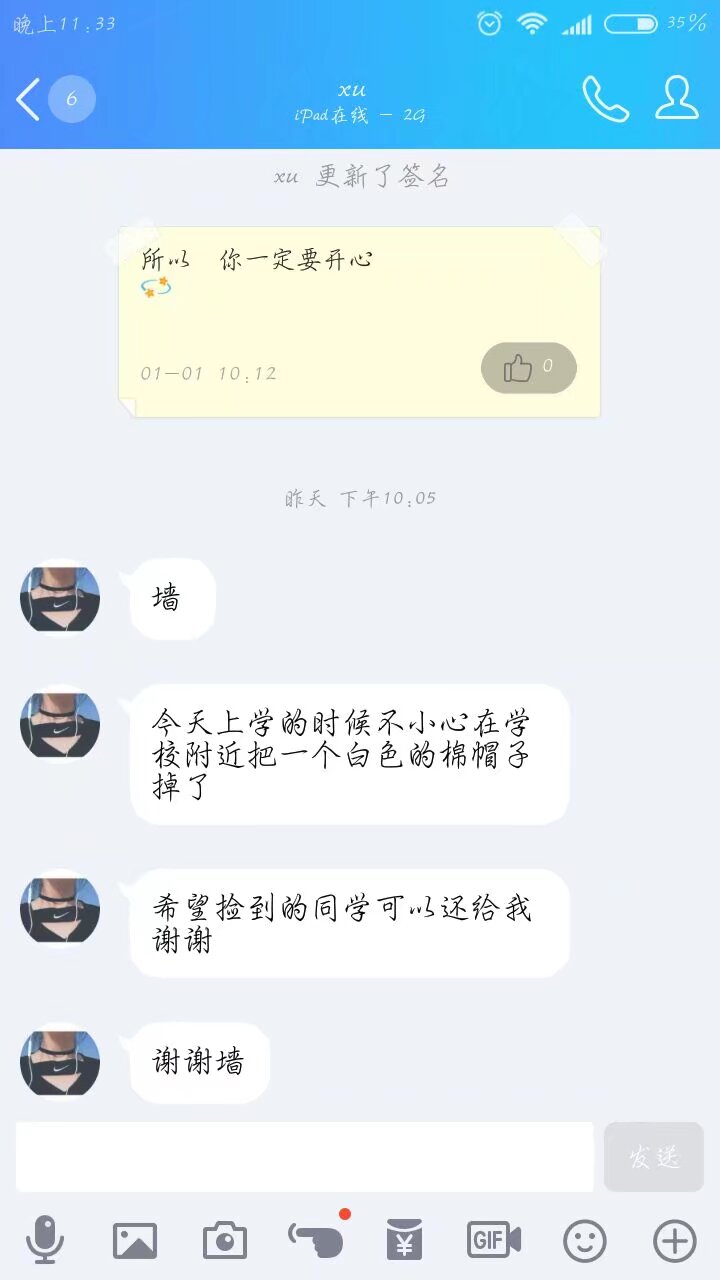 晚上11:33
35%
6
xu
iPad在线 - 2G
xu 更新了签名
所以 你一定要开心
01-01 10:12
0
昨天 下午10:05
墙
今天上学的时候不小心在学
校附近把一个白色的棉帽子
掉了
希望捡到的同学可以还给我
谢谢
谢谢墙
发送
GIF